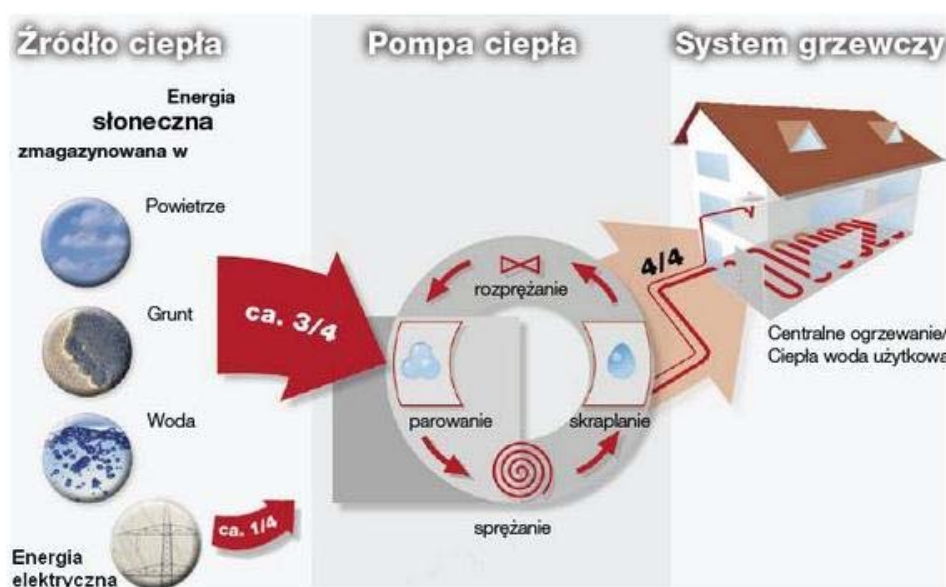 Źródło ciepła
Pompa ciepła
System grzewczy
Energia
słoneczna
zmagazynowana w
Powietrze
Grunt
Woda
Energia
elektryczna
ca. 3/4
ca. 1/4
rozprężanie
parowanie
skraplanie
sprężanie
4/4
Centralne ogrzewanie/
Ciepła woda użytkowa